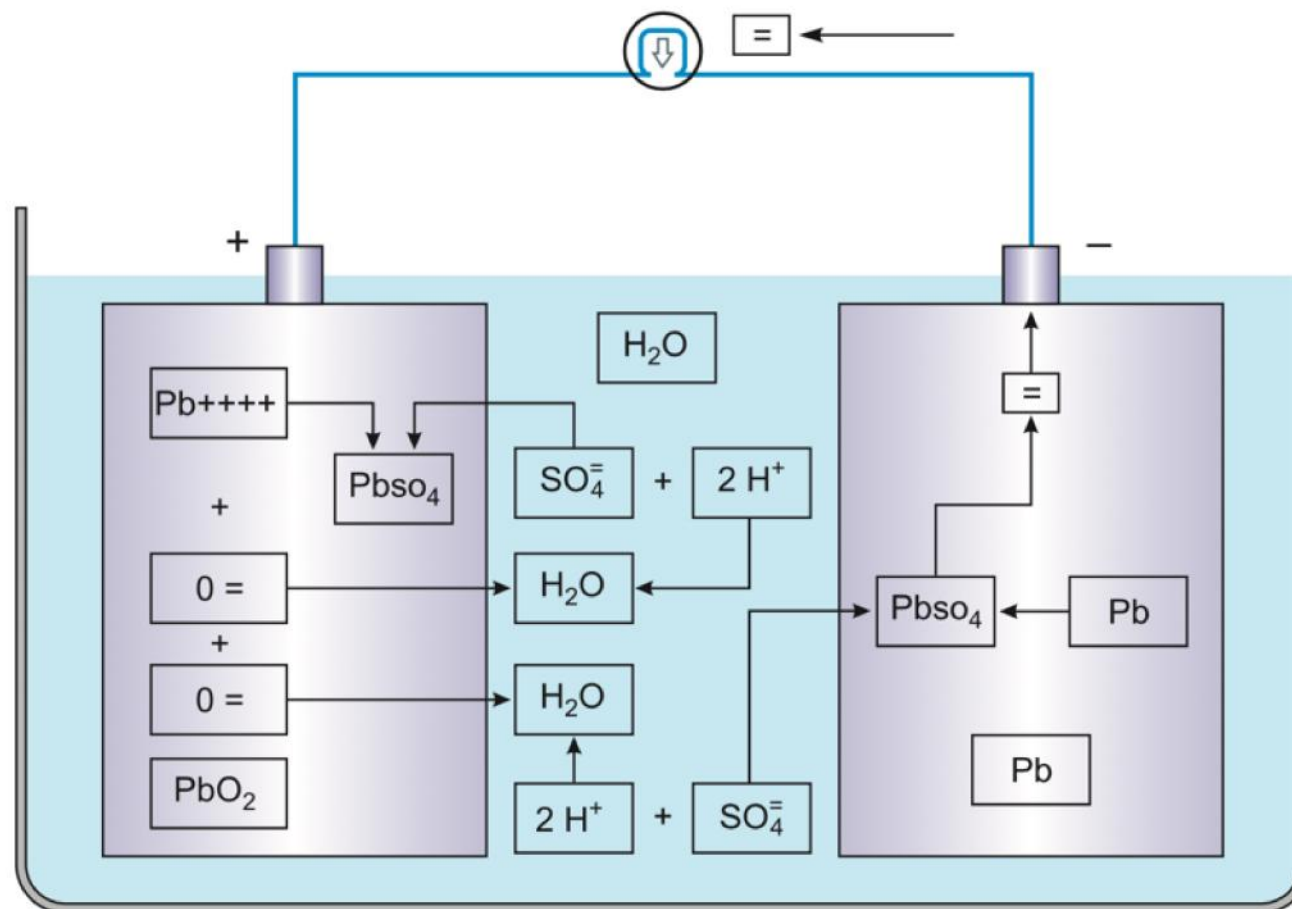 =
+
–
H₂O
Pb++++
Pbso₄
SO₄⁼ + 2 H⁺
+
0 =
H₂O
+
0 =
H₂O
PbO₂
2 H⁺ + SO₄⁼
=
Pbso₄
Pb
Pb